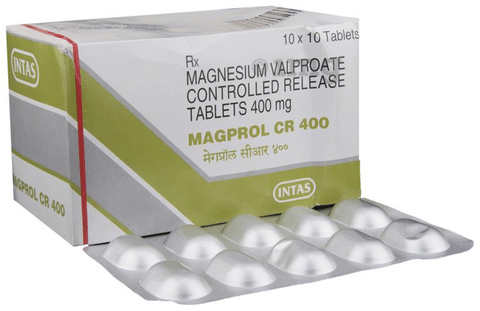 INTAS
10 x 10 Tablets
Rx
MAGNESIUM VALPROATE
CONTROLLED RELEASE
TABLETS 400 mg
MAGPROL CR 400
मेगप्रॉल सीआर ४००
INTAS
MAGPROL CR 400